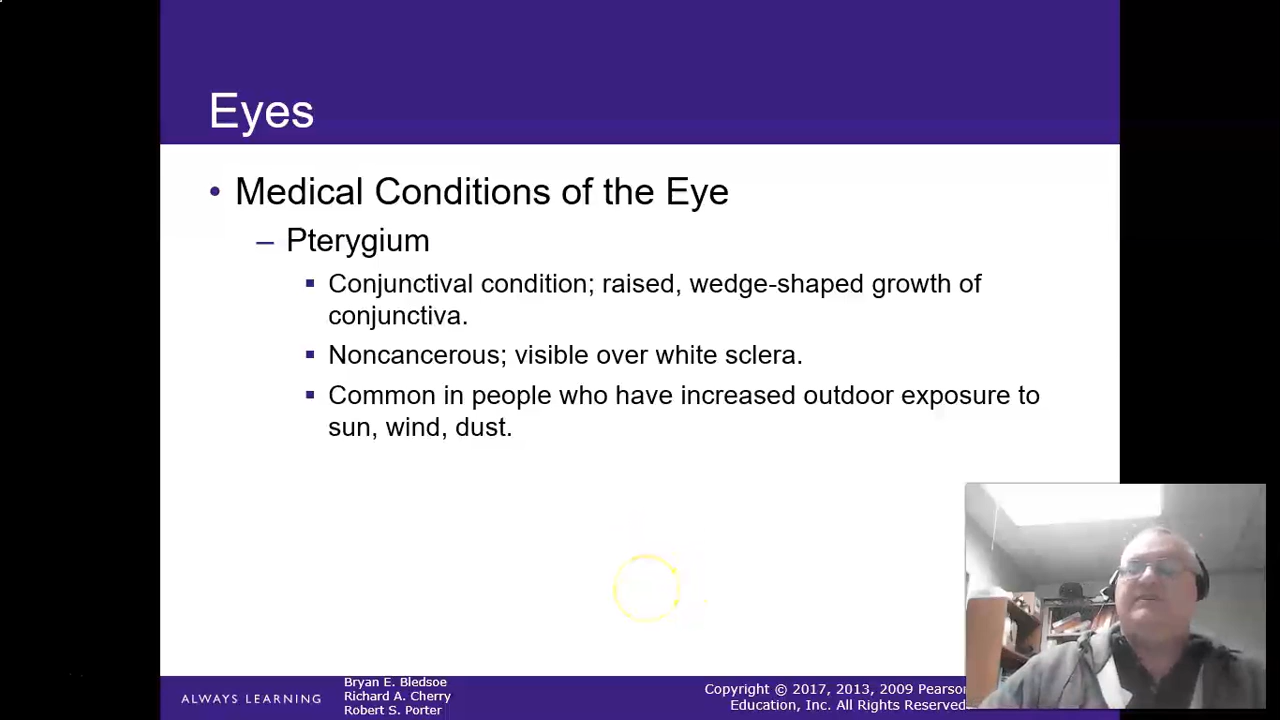 Eyes
• Medical Conditions of the Eye
– Pterygium
▪ Conjunctival condition; raised, wedge-shaped growth of
conjunctiva.
▪ Noncancerous; visible over white sclera.
▪ Common in people who have increased outdoor exposure to
sun, wind, dust.
ALWAYS LEARNING
Bryan E. Bledsoe
Richard A. Cherry
Robert S. Porter
Copyright © 2017, 2013, 2009 Pearson
Education, Inc. All Rights Reserved